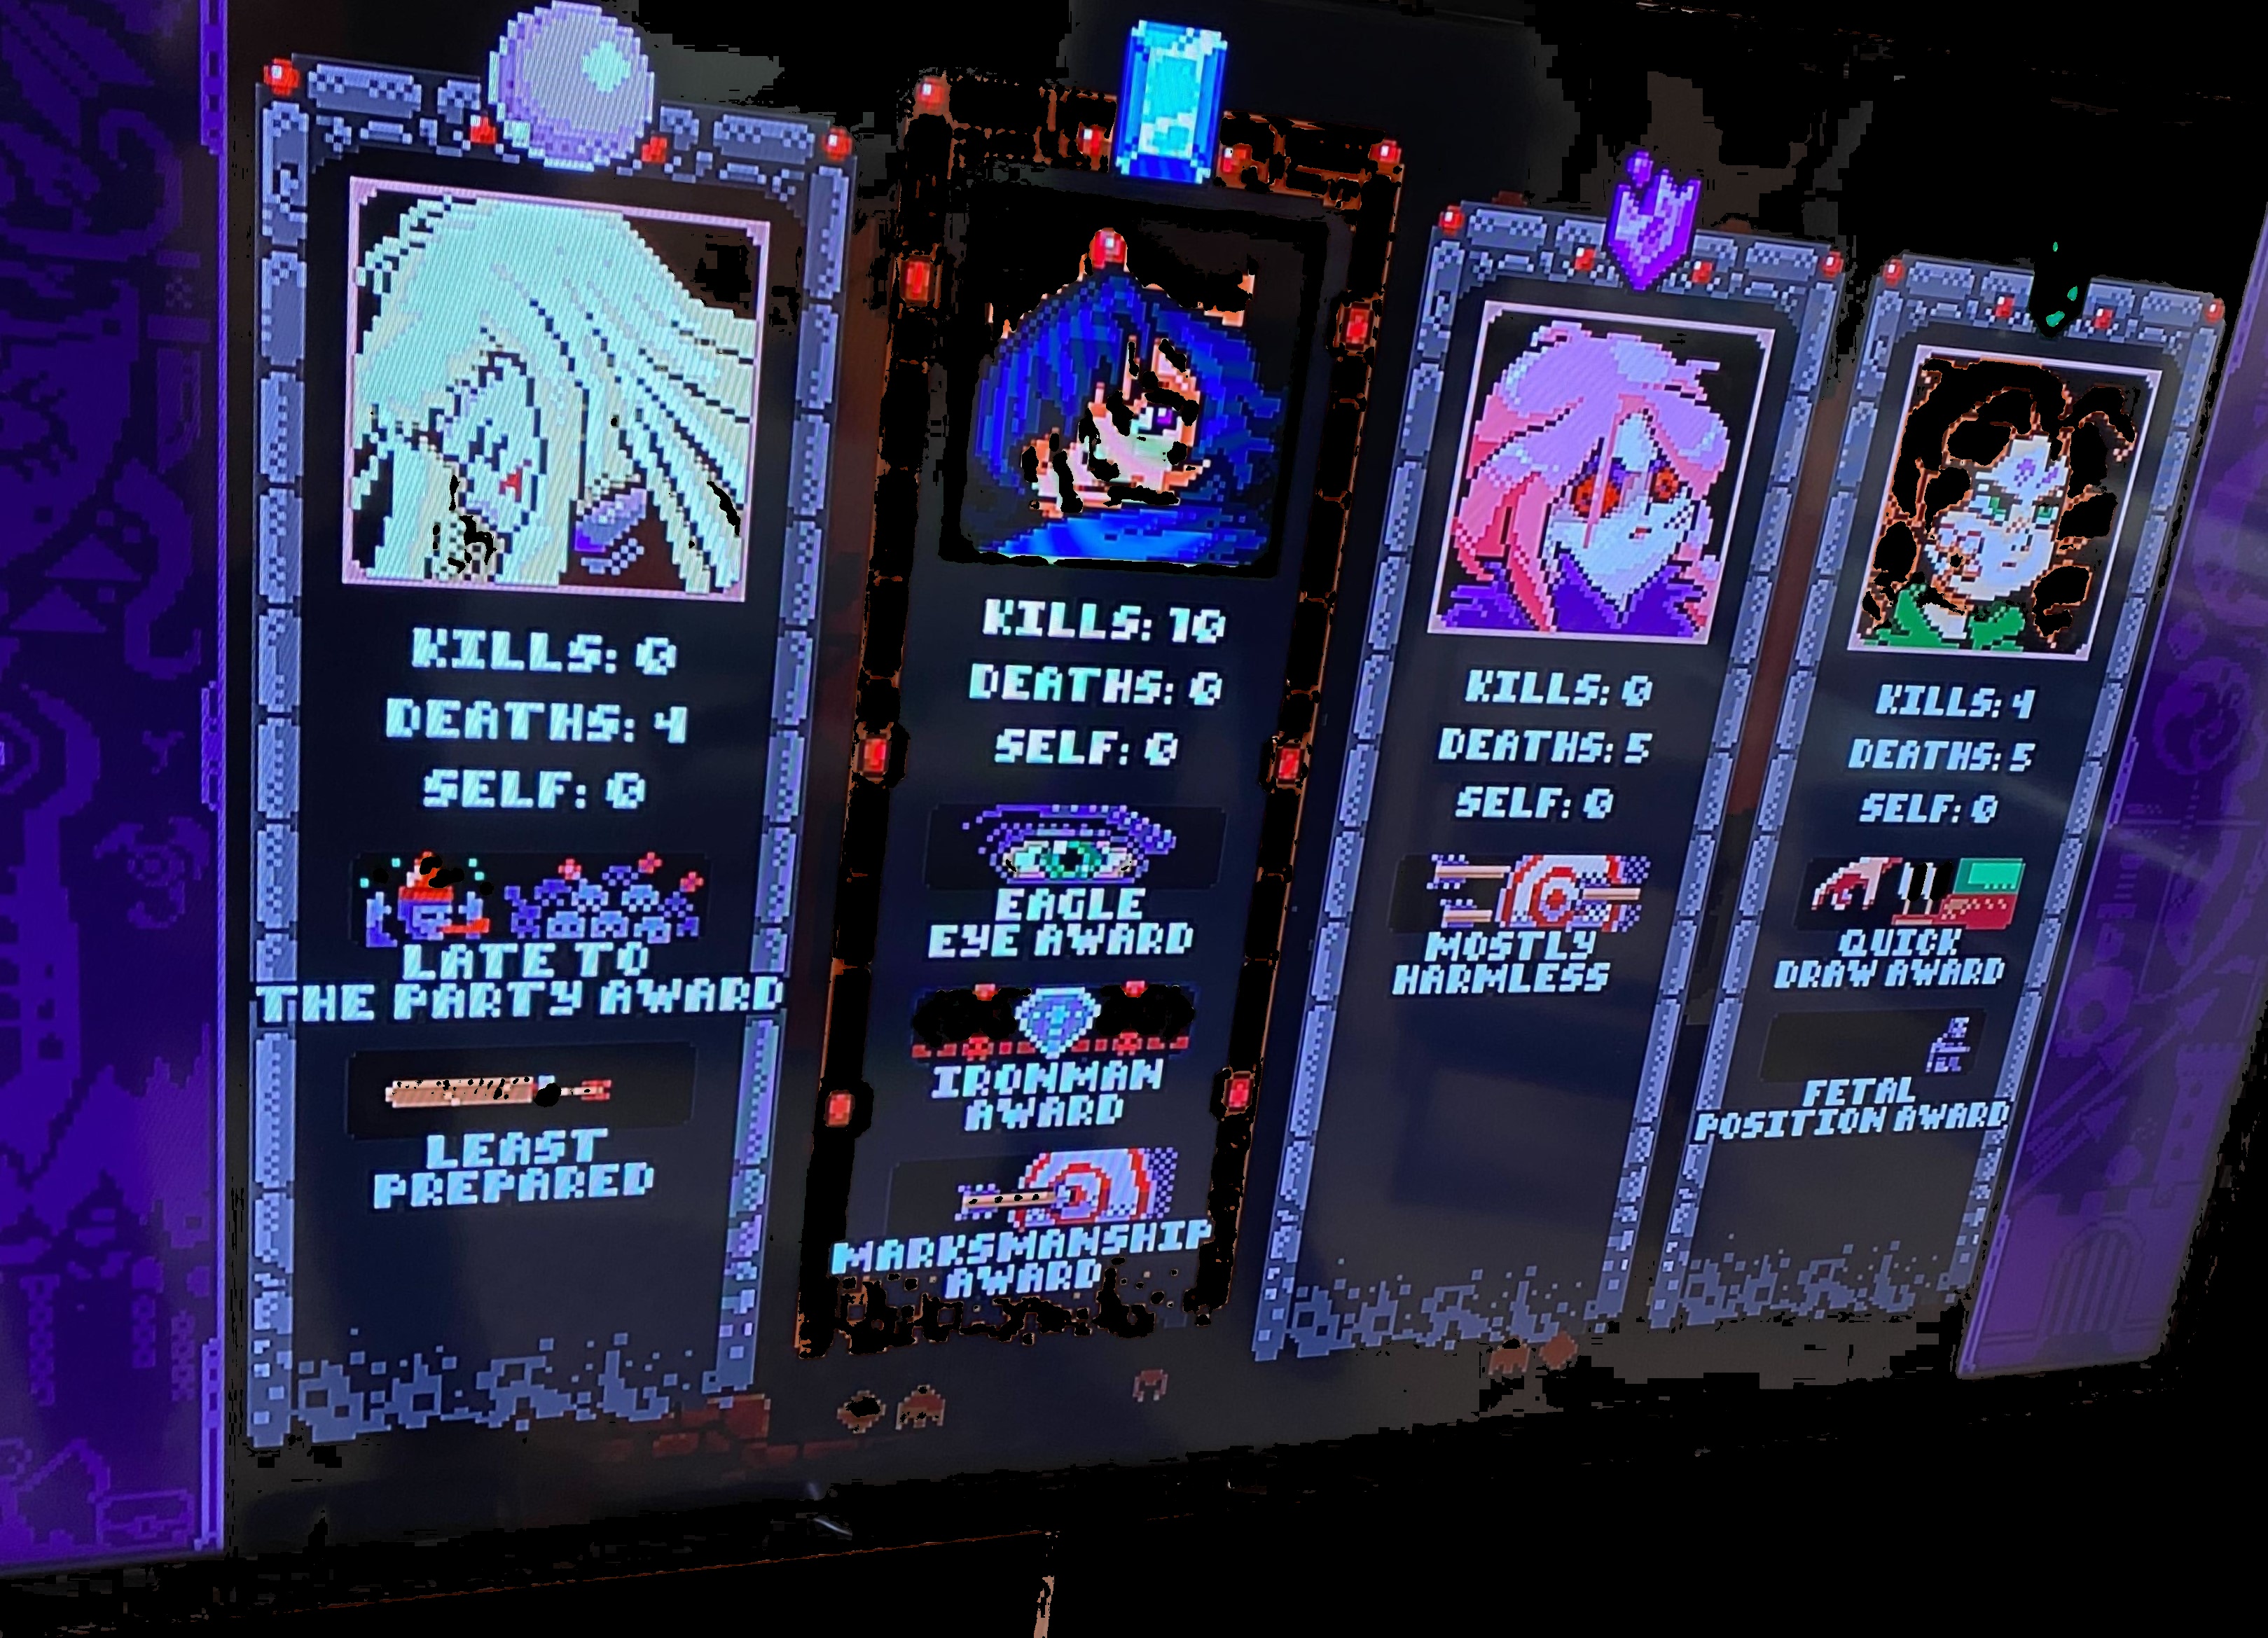 KILLS: 0
DEATHS: 4
SELF: 0
LATE TO
THE PARTY AWARD
LEAST
PREPARED
KILLS: 10
DEATHS: 0
SELF: 0
EAGLE
EYE AWARD
IRONMAN
AWARD
MARKSMANSHIP
AWARD
KILLS: 0
DEATHS: 5
SELF: 0
MOSTLY
HARMLESS
KILLS: 4
DEATHS: 5
SELF: 0
QUICK
DRAW AWARD
FETAL
POSITION AWARD